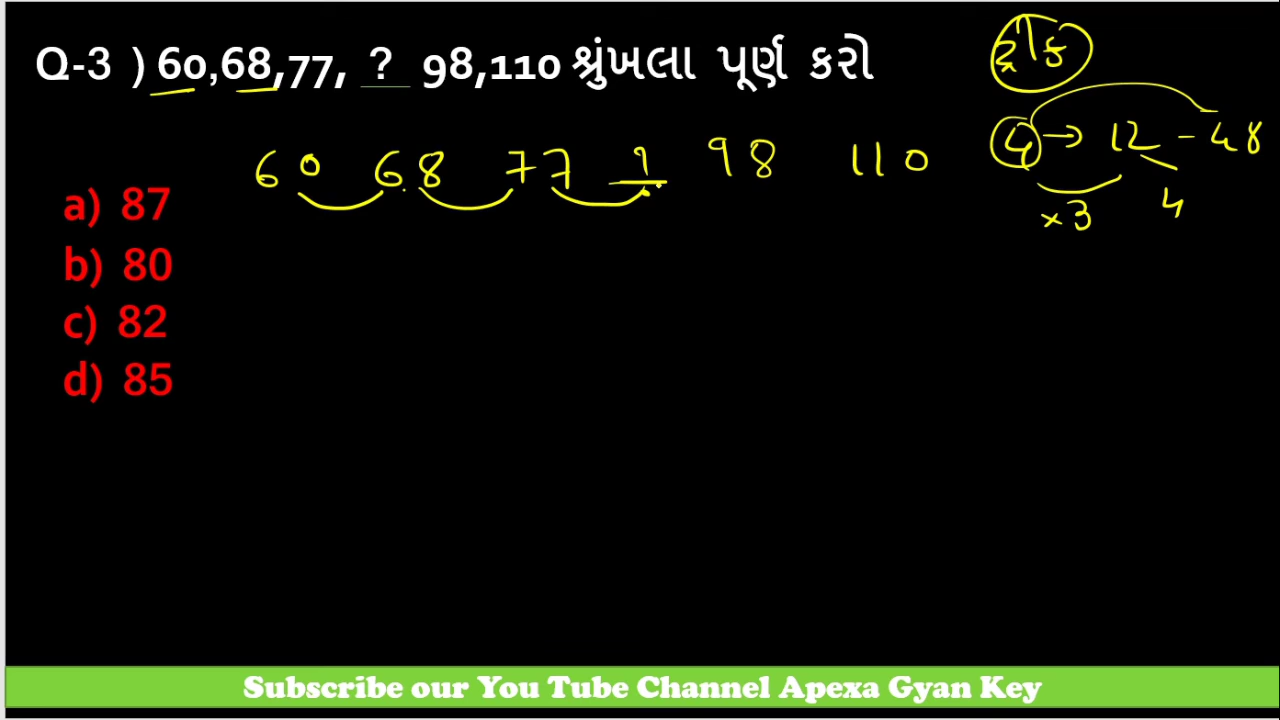 Q-3 ) 60,68,77, ? 98,110 શ્રુંખલા પૂર્ણ કરો
ટ્રીક
4 → 12 - 48
×3 4
60 68 77 ? 98 110
a) 87
b) 80
c) 82
d) 85
Subscribe our You Tube Channel Apexa Gyan Key